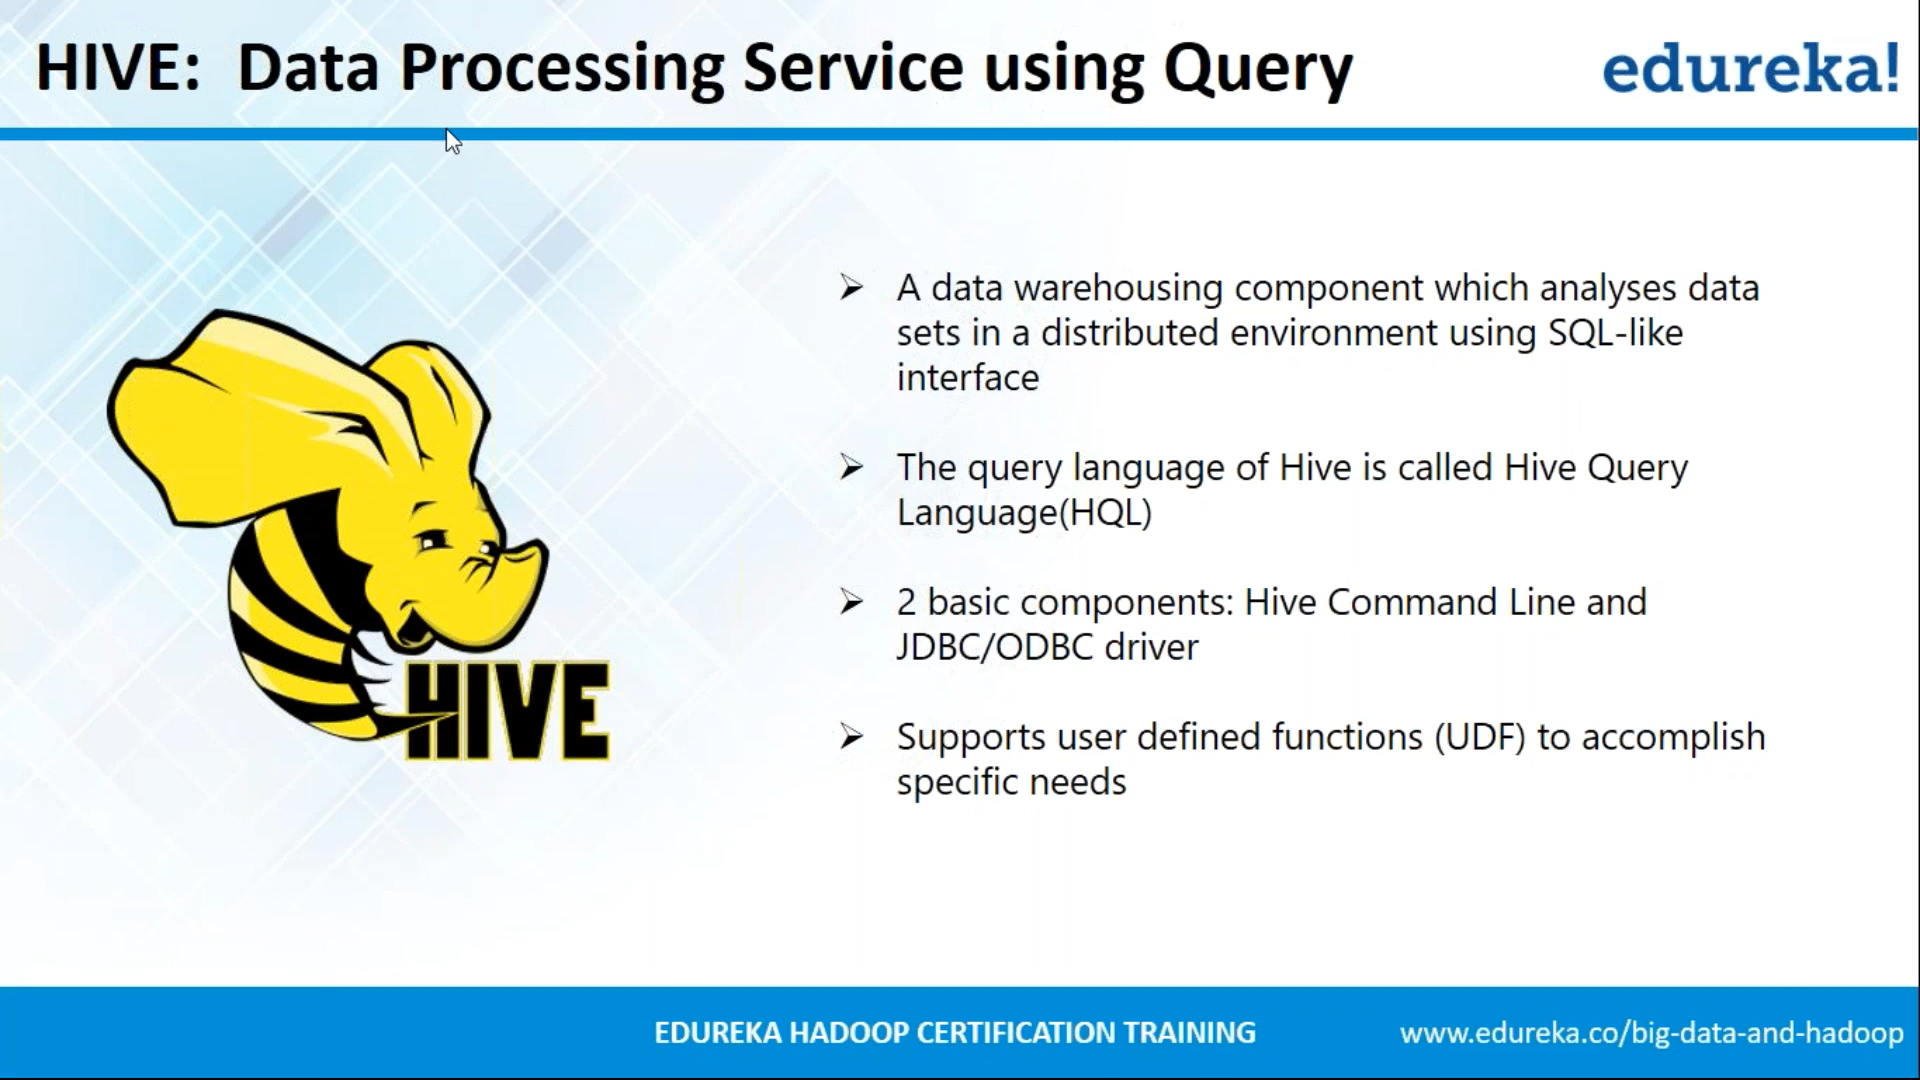 HIVE: Data Processing Service using Query
edureka!
➢ A data warehousing component which analyses data
sets in a distributed environment using SQL-like
interface
➢ The query language of Hive is called Hive Query
Language(HQL)
➢ 2 basic components: Hive Command Line and
JDBC/ODBC driver
➢ Supports user defined functions (UDF) to accomplish
specific needs
HIVE
EDUREKA HADOOP CERTIFICATION TRAINING
www.edureka.co/big-data-and-hadoop